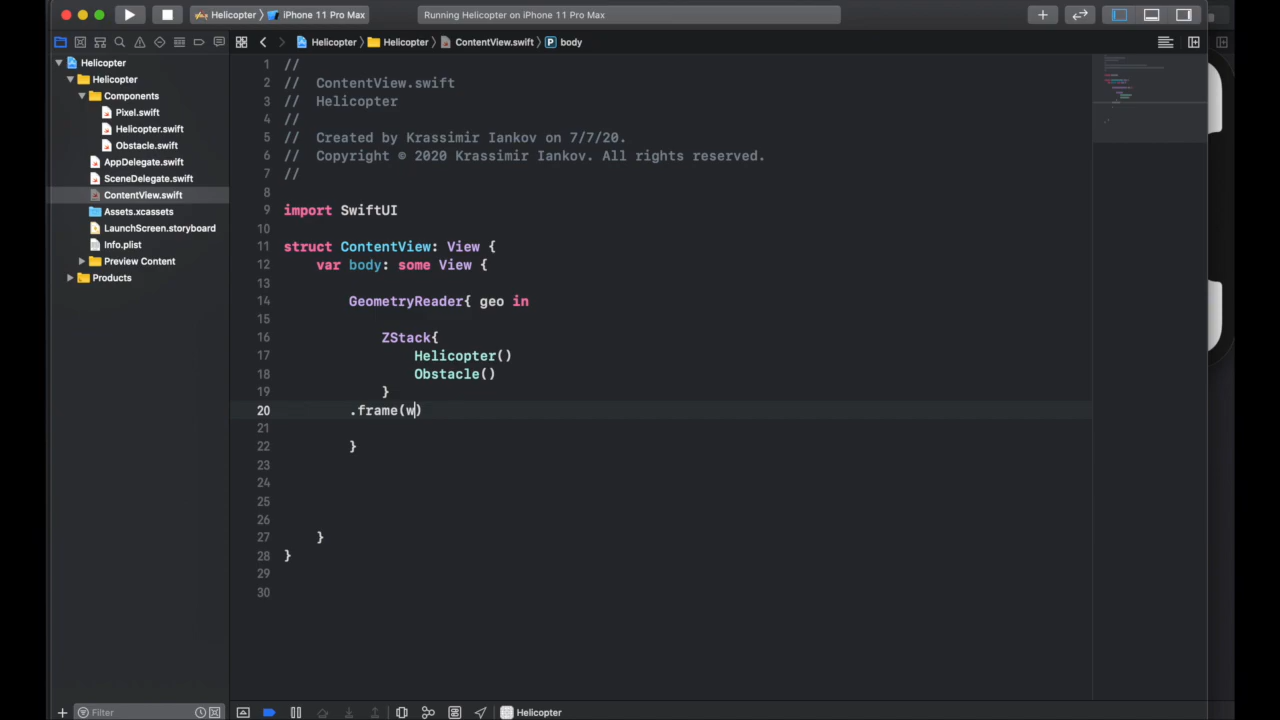 Helicopter
iPhone 11 Pro Max
Running Helicopter on iPhone 11 Pro Max
Helicopter
Helicopter
ContentView.swift
P body
Helicopter
Helicopter
Components
Pixel.swift
Helicopter.swift
Obstacle.swift
AppDelegate.swift
SceneDelegate.swift
ContentView.swift
Assets.xcassets
LaunchScreen.storyboard
Info.plist
Preview Content
Products
1 //
2 // ContentView.swift
3 // Helicopter
4 //
5 // Created by Krassimir Iankov on 7/7/20.
6 // Copyright © 2020 Krassimir Iankov. All rights reserved.
7 //
8
9 import SwiftUI
10
11 struct ContentView: View {
12 var body: some View {
13
14 GeometryReader{ geo in
15
16 ZStack{
17 Helicopter()
18 Obstacle()
19 }
20 .frame(w)
21
22 }
23
24
25
26
27 }
28 }
29
30
Filter
Helicopter